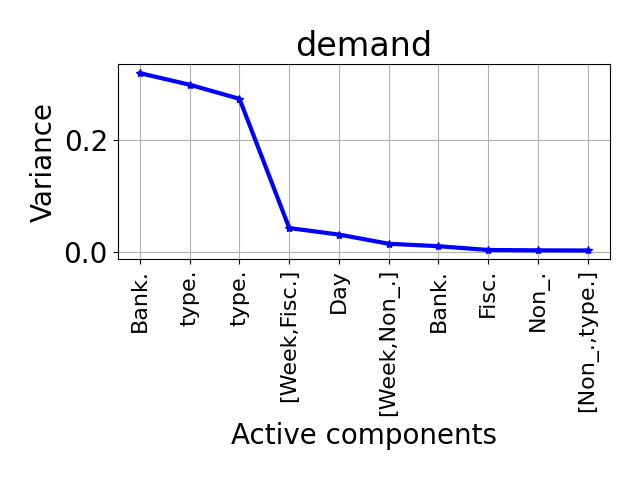 demand
Variance
0.2
0.0
Bank.
type.
type.
[Week,Fisc.]
Day
[Week,Non_.]
Bank.
Fisc.
Non_.
[Non_.,type.]
Active components